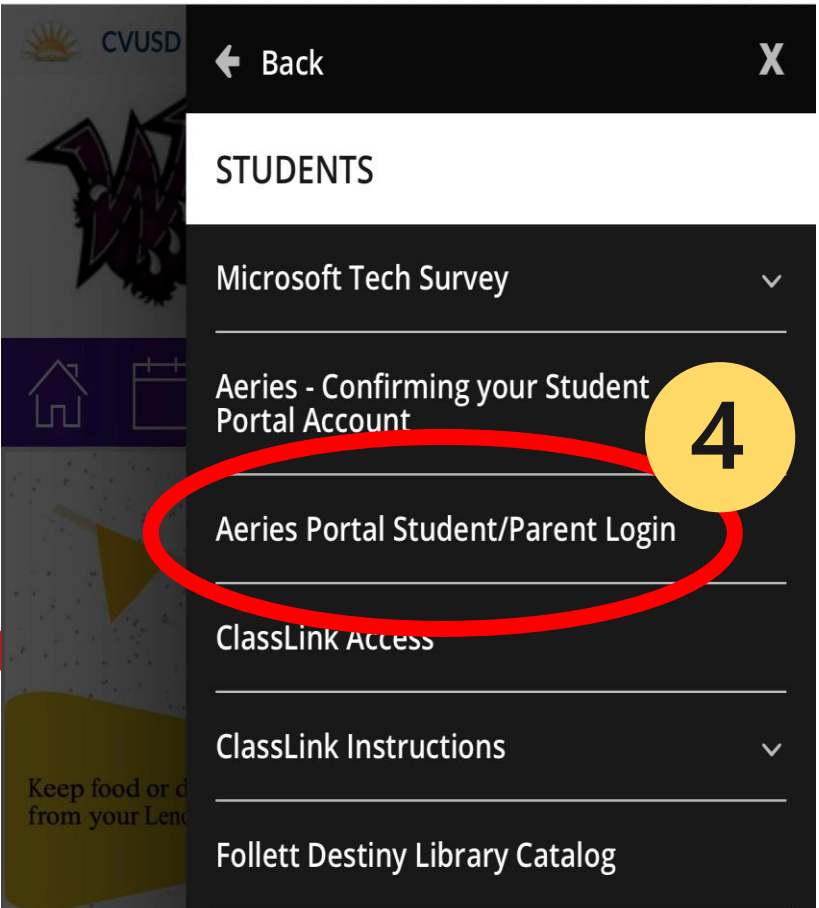 CVUSD
Back
X
STUDENTS
Microsoft Tech Survey
Aeries - Confirming your Student
Portal Account
4
Aeries Portal Student/Parent Login
ClassLink Access
ClassLink Instructions
Keep food or
from your
Follett Destiny Library Catalog